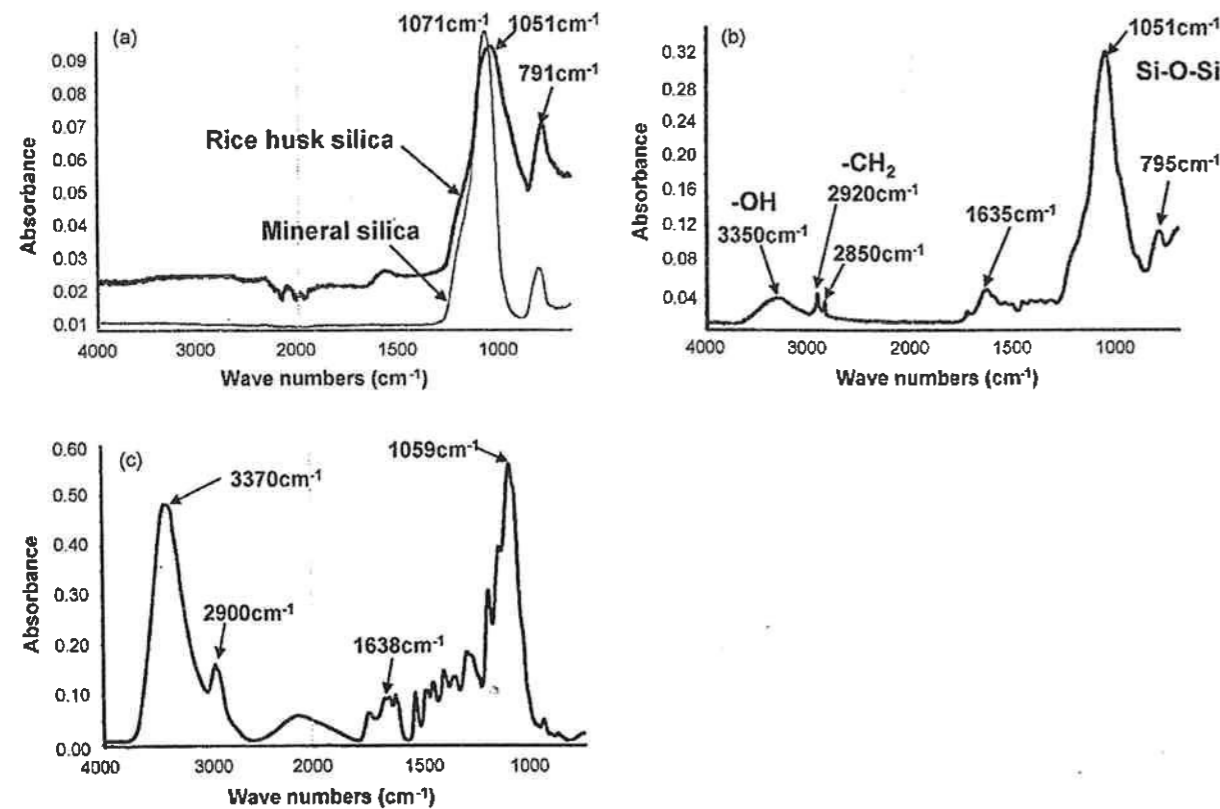 (a)
1071cm-1
1051cm-1
791cm-1
Rice husk silica
Mineral silica
Absorbance
0.09
0.09
0.08
0.07
0.06
0.05
0.04
0.03
0.02
0.01
4000 3000 2000 1500 1000
Wave numbers (cm-1)
(b)
1051cm-1
Si-O-Si
795cm-1
-CH2
2920cm-1
-OH
3350cm-1
2850cm-1
1635cm-1
Absorbance
0.32
0.28
0.24
0.20
0.16
0.12
0.08
0.04
4000 3000 2000 1500 1000
Wave numbers (cm-1)
(c)
3370cm-1
2900cm-1
1638cm-1
1059cm-1
Absorbance
0.60
0.50
0.40
0.30
0.20
0.10
0.00
4000 3000 2000 1500 1000
Wave numbers (cm-1)